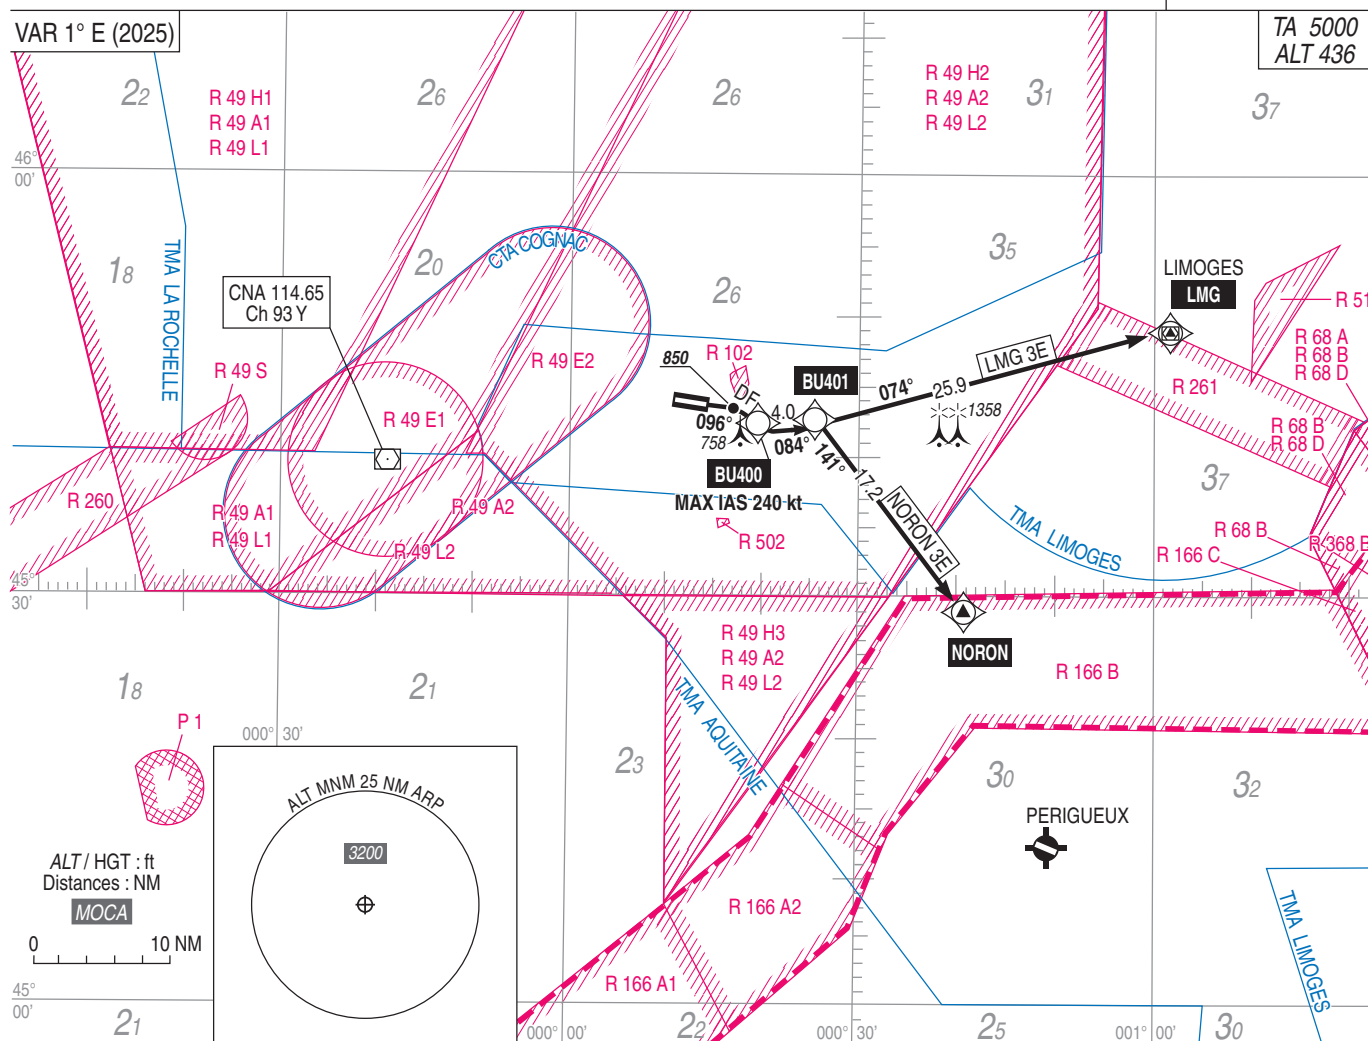 VAR 1° E (2025)
TA 5000
ALT 436
22
26
26
31
37
R 49 H1
R 49 A1
R 49 L1
R 49 H2
R 49 A2
R 49 L2
46°
00'
TMA LA ROCHELLE
18
20
CTA COGNAC
26
35
LIMOGES
LMG
CNA 114.65
Ch 93 Y
R 51
R 49 S
R 49 E2
850
R 102
DF
BU401
LMG 3E
R 68 A
R 68 B
R 68 D
R 261
074°
25.9
1358
R 49 E1
096°
4.0
758
084°
141°
R 68 B
R 68 D
BU400
MAX IAS 240 kt
17.2
37
R 260
R 49 A1
R 49 L1
R 49 A2
R 49 L2
R 502
NORON 3E
TMA LIMOGES
R 68 B
R 166 C
R 368 B
45°
30'
NORON
R 49 H3
R 49 A2
R 49 L2
R 166 B
18
21
TMA AQUITAINE
P 1
000° 30'
23
30
32
ALT MNM 25 NM ARP
3200
PERIGUEUX
ALT / HGT : ft
Distances : NM
MOCA
0 10 NM
R 166 A2
TMA LIMOGES
R 166 A1
45°
00'
21
000° 00'
22
000° 30'
25
001° 00'
30